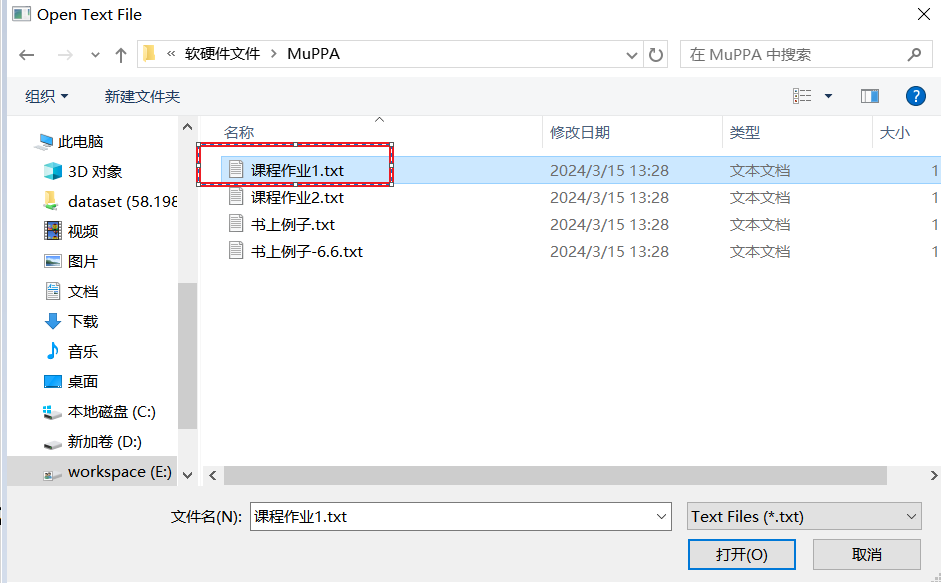 Open Text File
« 软硬件文件 › MuPPA
在 MuPPA 中搜索
组织
新建文件夹
?
名称 修改日期 类型 大小
此电脑
3D 对象
dataset (58.198
视频
图片
文档
下载
音乐
桌面
本地磁盘 (C:)
新加卷 (D:)
workspace (E:)
课程作业1.txt 2024/3/15 13:28 文本文档 1
课程作业2.txt 2024/3/15 13:28 文本文档 1
书上例子.txt 2024/3/15 13:28 文本文档 1
书上例子-6.6.txt 2024/3/15 13:28 文本文档 1
文件名(N): 课程作业1.txt
Text Files (*.txt)
打开(O)
取消